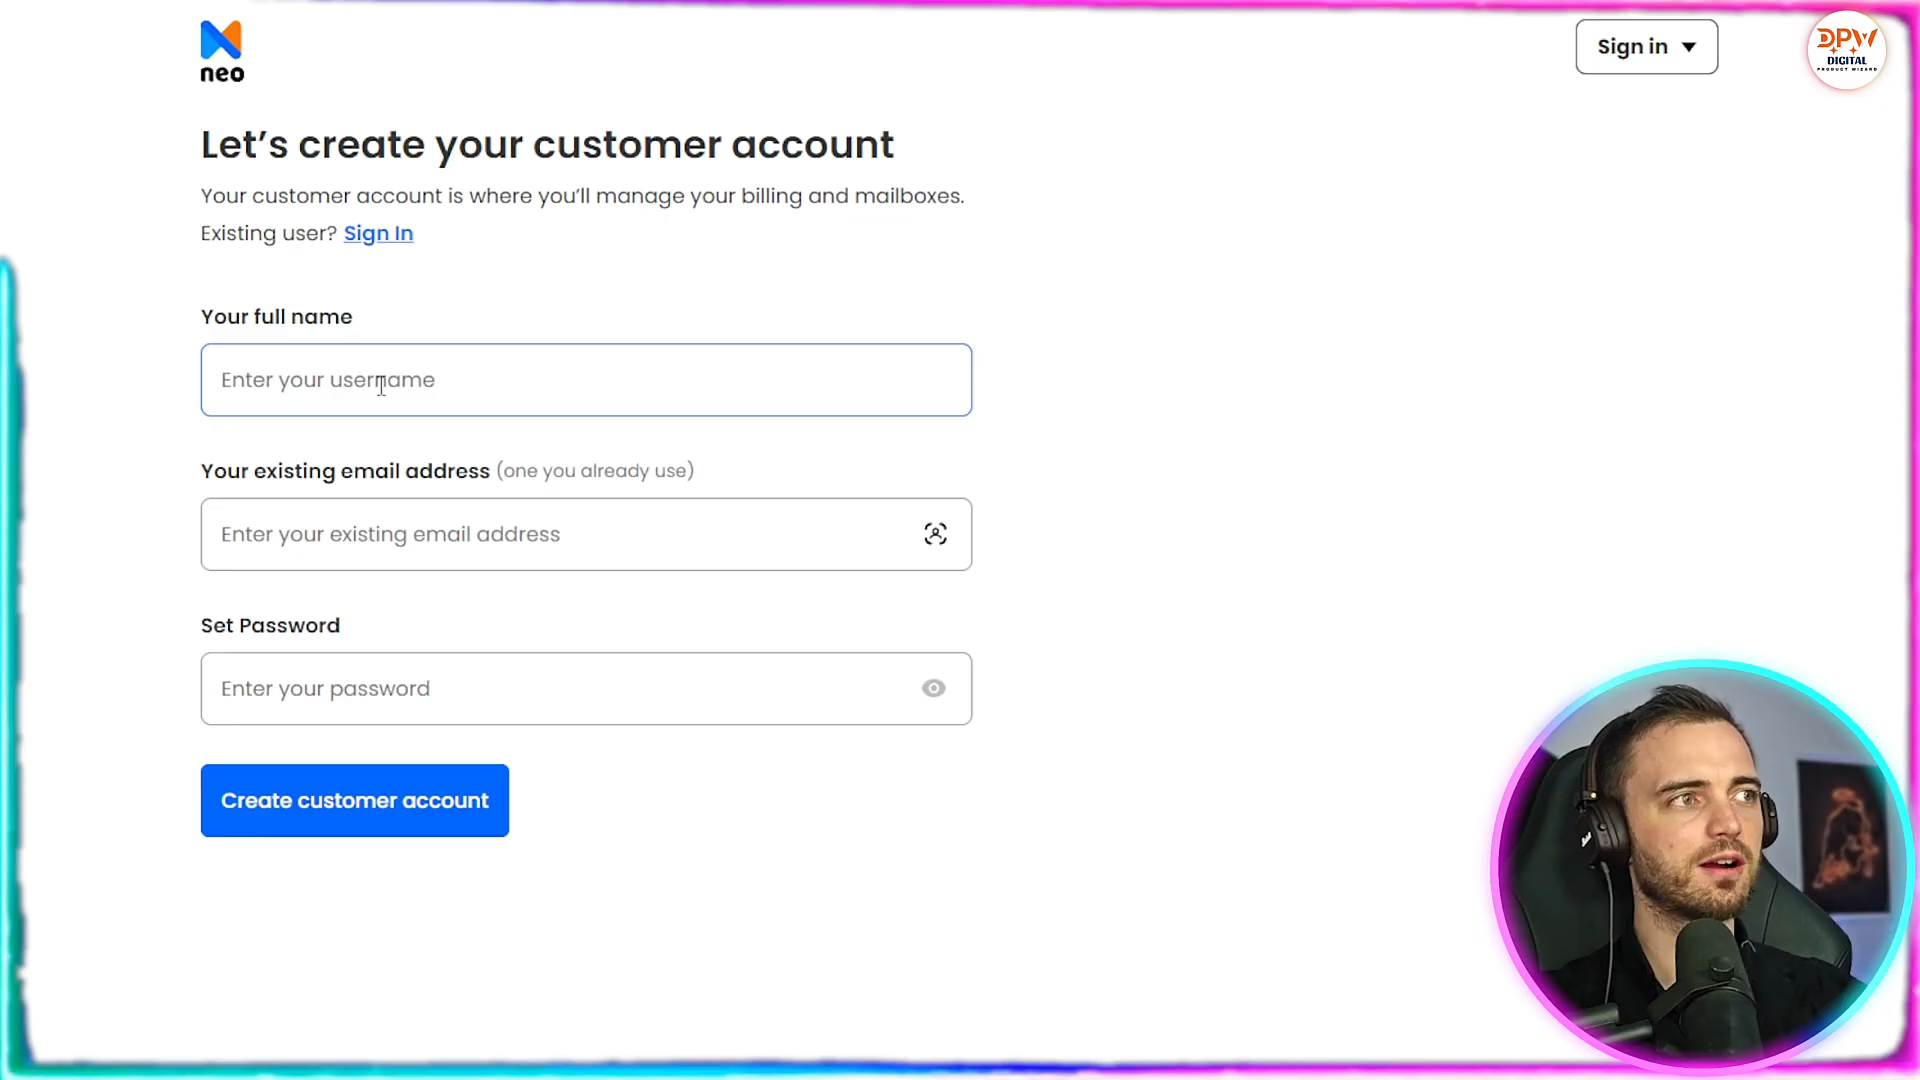 neo
Sign in
DPW
DIGITAL
PRODUCT WIZARD
Let's create your customer account
Your customer account is where you'll manage your billing and mailboxes.
Existing user? Sign In
Your full name
Enter your username
Your existing email address (one you already use)
Enter your existing email address
Set Password
Enter your password
Create customer account